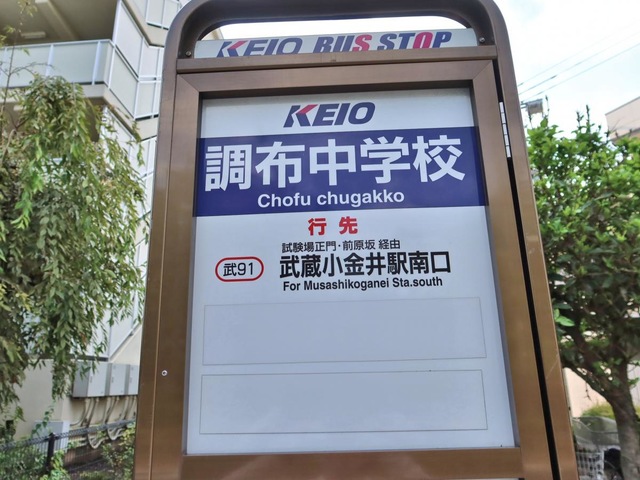 KEIO BUS STOP
KEIO
調布中学校
Chofu chugakko
行先
試験場正門・前原坂 経由
武91 武蔵小金井駅南口
For Musashikoganei Sta.south